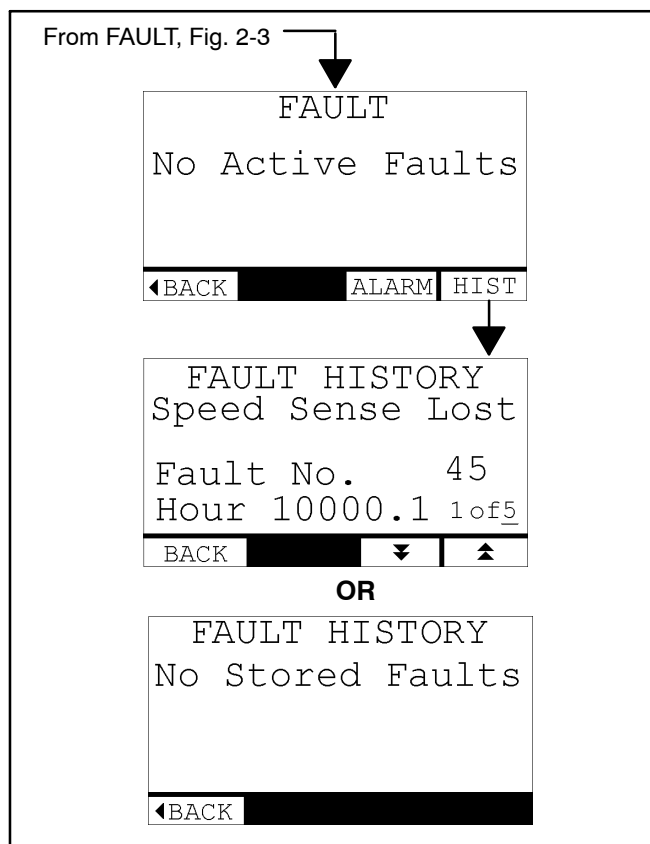 From FAULT, Fig. 2-3
FAULT
No Active Faults
◀BACK ALARM HIST
FAULT HISTORY
Speed Sense Lost
Fault No. 45
Hour 10000.1 1of5
BACK
OR
FAULT HISTORY
No Stored Faults
◀BACK